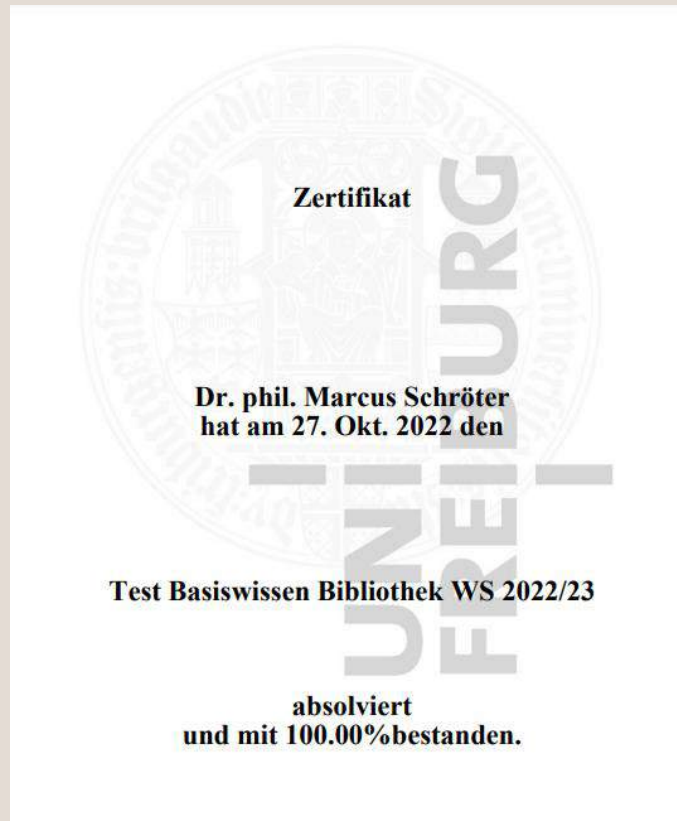 Zertifikat
Dr. phil. Marcus Schröter
hat am 27. Okt. 2022 den
Test Basiswissen Bibliothek WS 2022/23
absolviert
und mit 100.00%bestanden.
UNI
FREIBURG